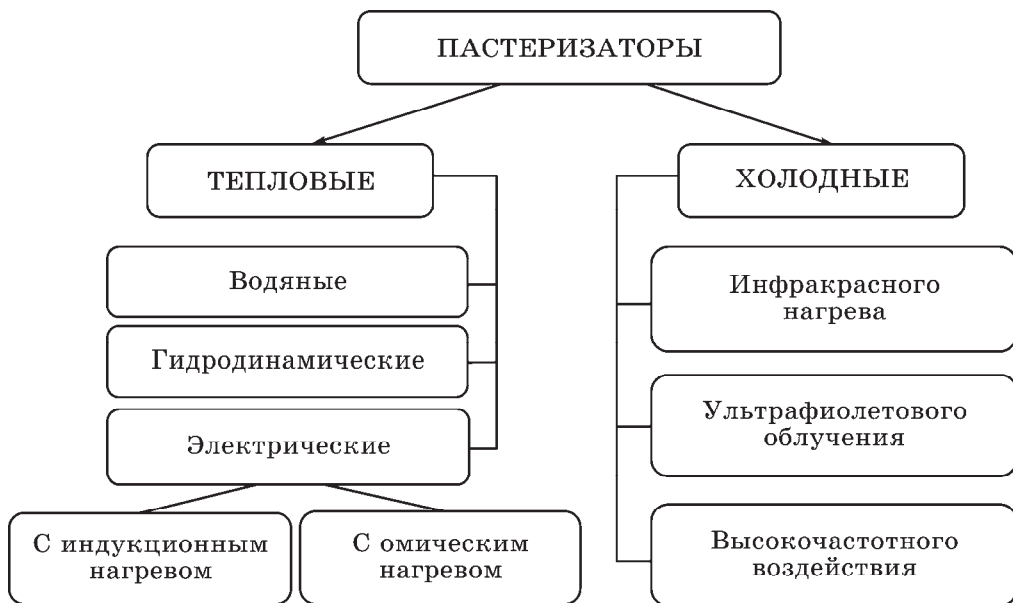 ПАСТЕРИЗАТОРЫ
ТЕПЛОВЫЕ
Водяные
Гидродинамические
Электрические
С индукционным
нагревом
С омическим
нагревом
ХОЛОДНЫЕ
Инфракрасного
нагрева
Ультрафиолетового
облучения
Высокочастотного
воздействия